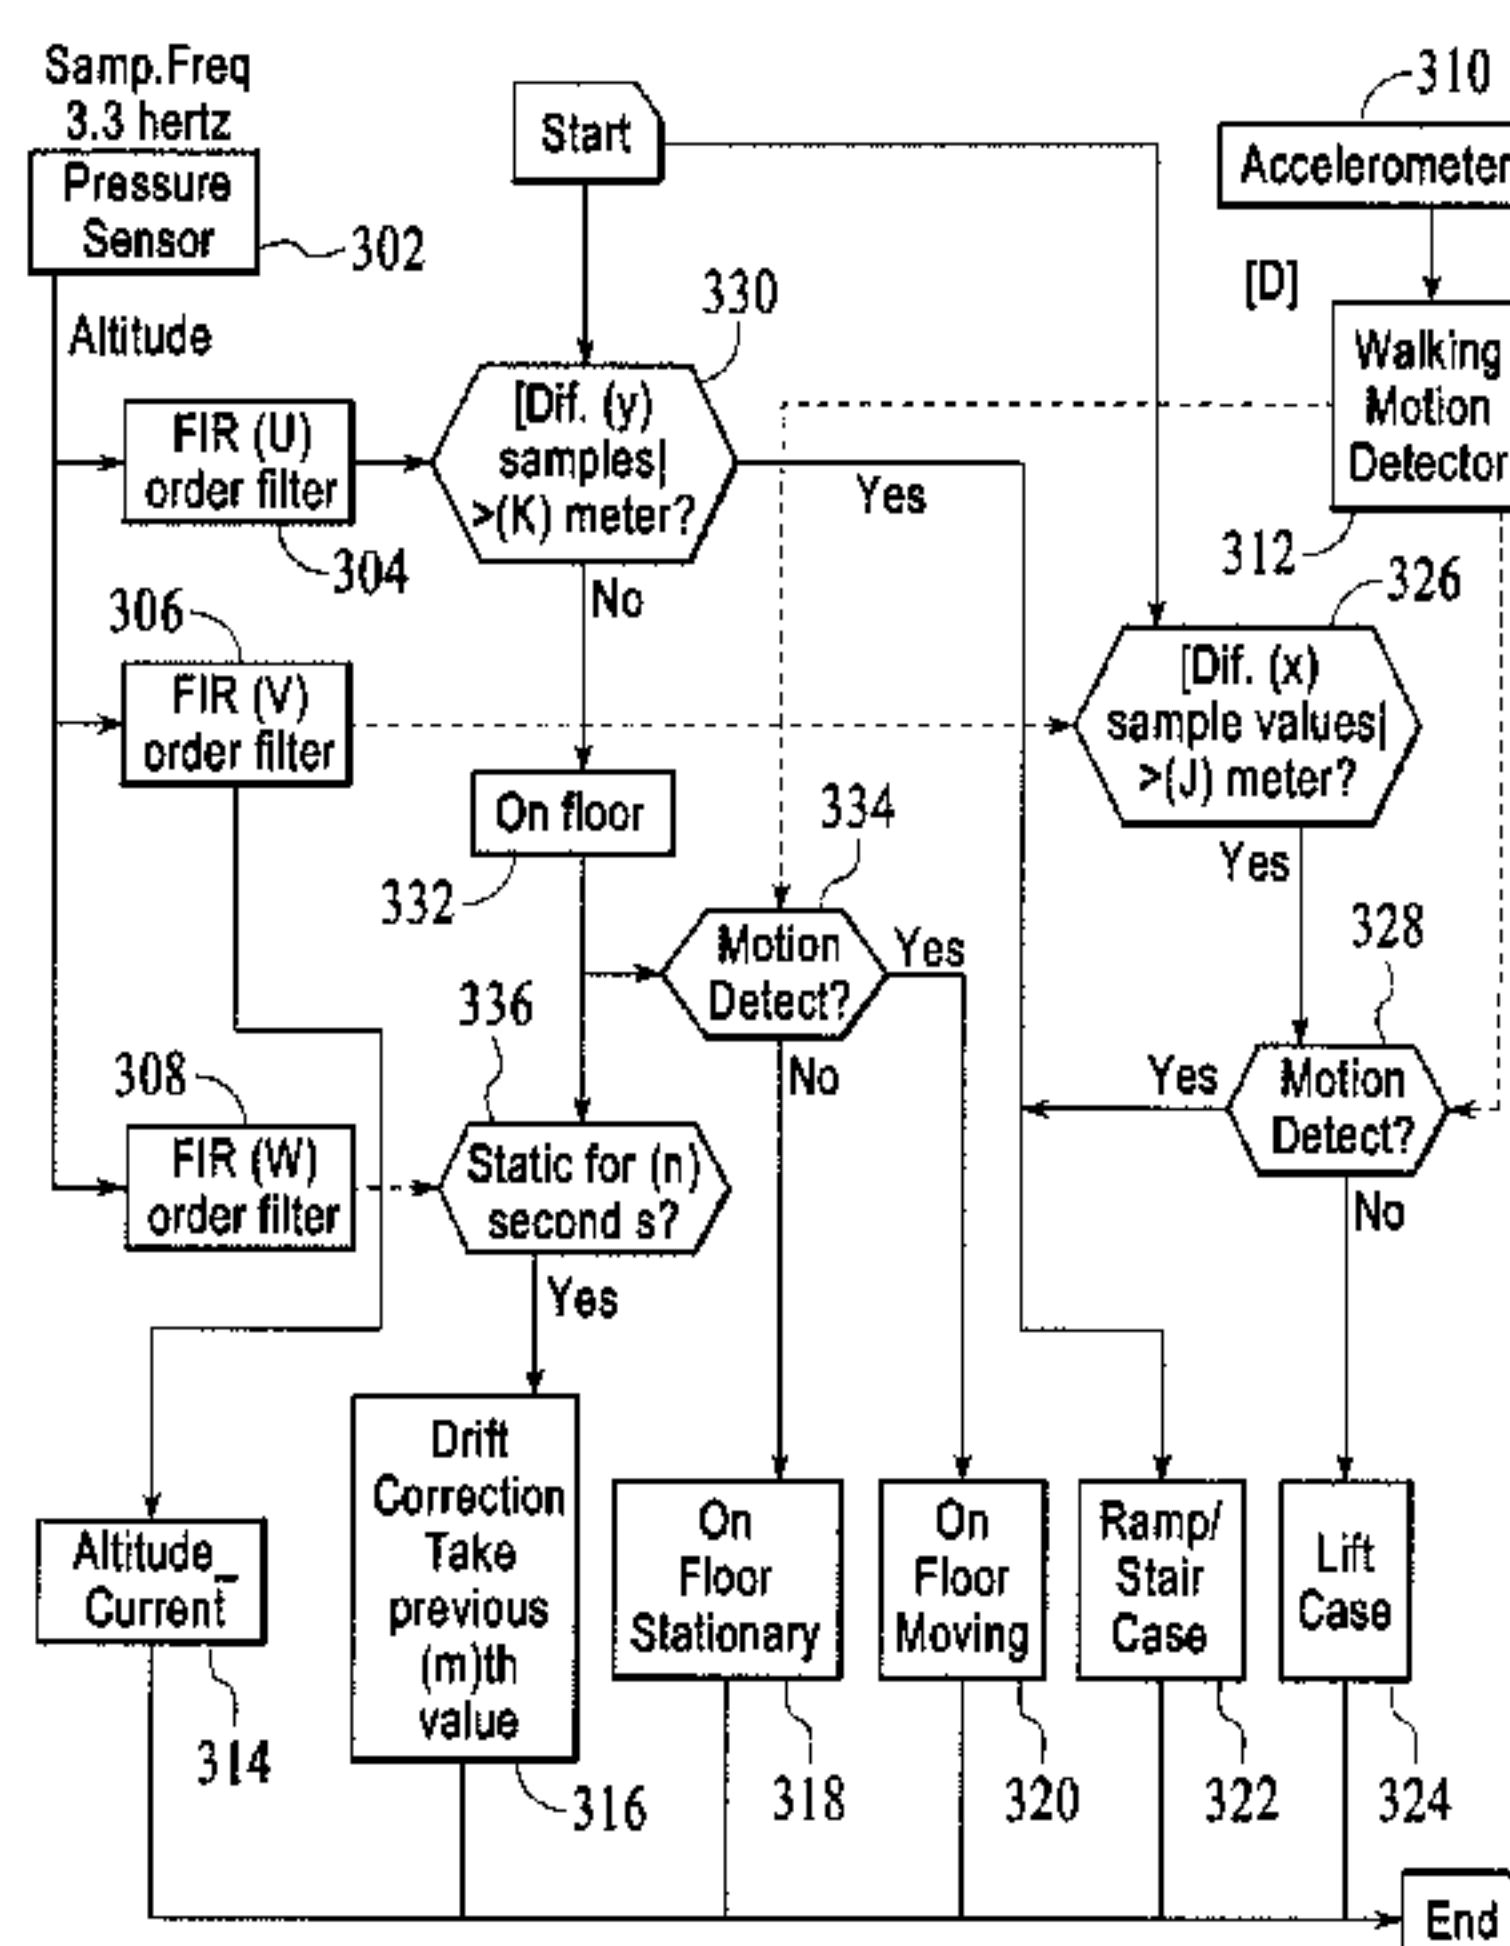 Samp.Freq
3.3 hertz
Pressure
Sensor
302
Start
310
Accelerometer
[D]
Altitude
330
Walking
Motion
Detector
312
FIR (U)
order filter
304
[Dif. (y)
samples|
>(K) meter?
Yes
No
326
[Dif. (x)
sample values|
>(J) meter?
Yes
306
FIR (V)
order filter
On floor
332
334
Motion
Detect?
Yes
No
328
Motion
Detect?
Yes
No
336
308
FIR (W)
order filter
Static for (n)
second s?
Yes
Altitude_
Current
314
Drift
Correction
Take
previous
(m)th
value
316
On
Floor
Stationary
318
On
Floor
Moving
320
Ramp/
Stair
Case
322
Lift
Case
324
End